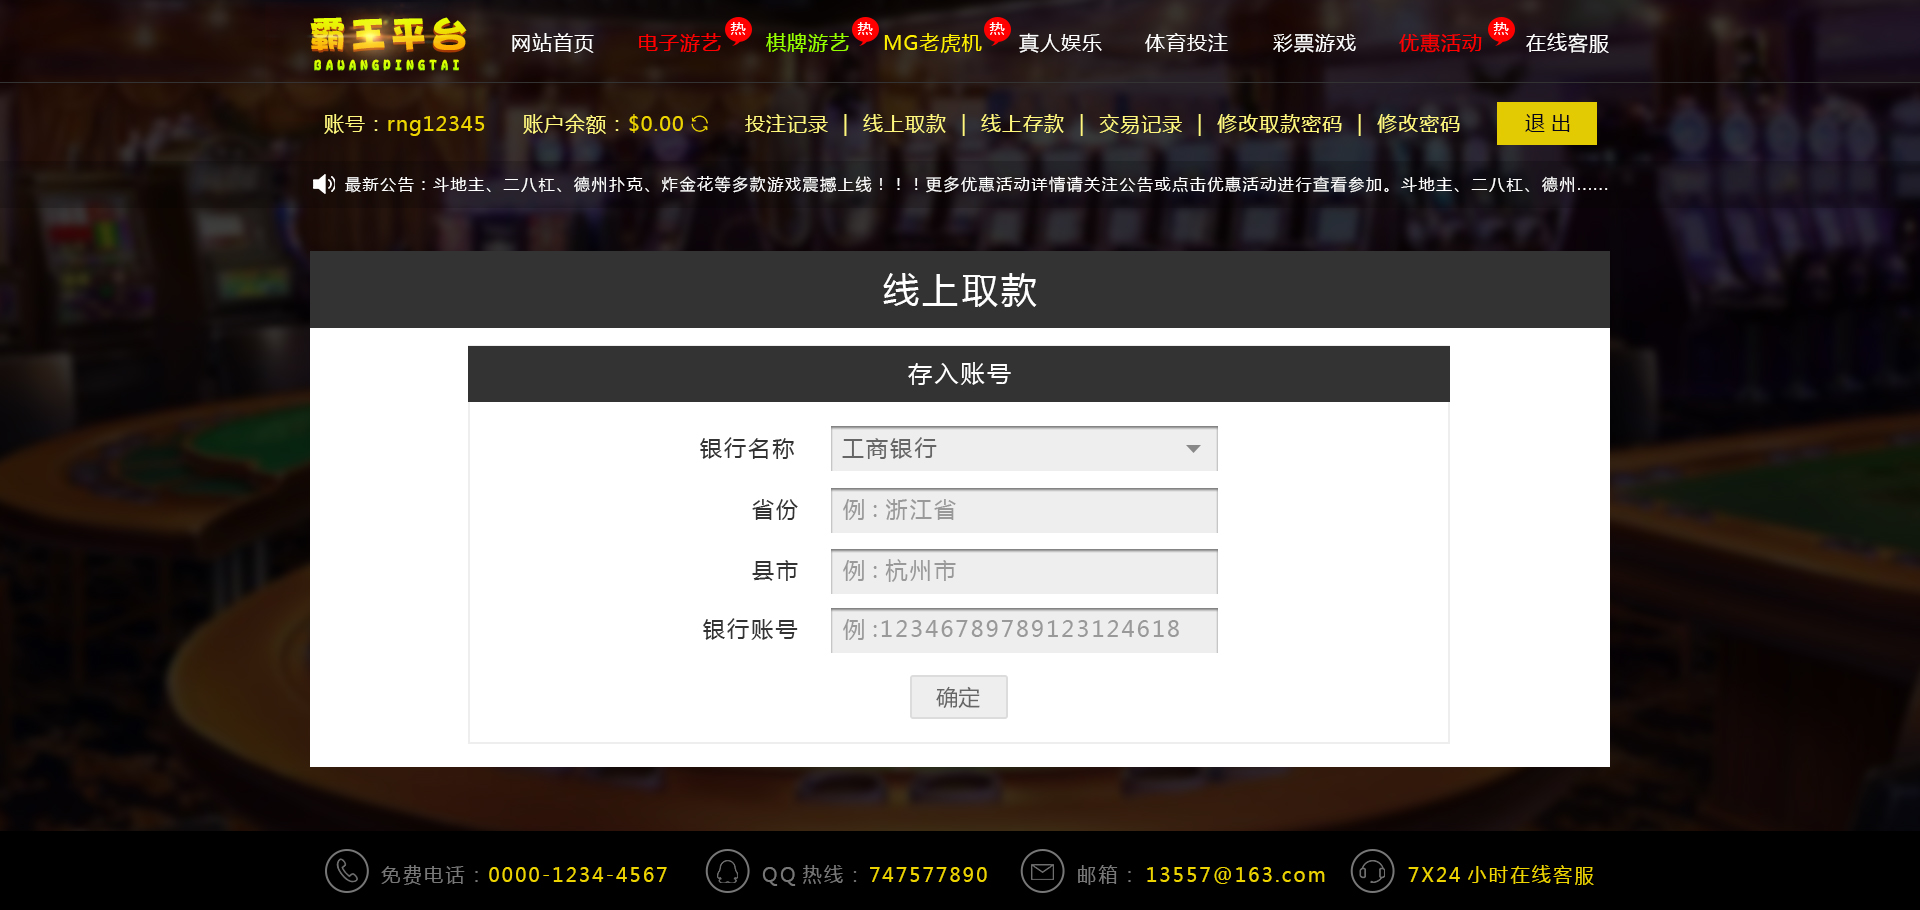 霸王平台
BAWANGDINGTAI
网站首页 电子游艺 热 棋牌游艺 热 MG老虎机 热 真人娱乐 体育投注 彩票游戏 优惠活动 热 在线客服
账号：rng12345 账户余额：$0.00 投注记录 | 线上取款 | 线上存款 | 交易记录 | 修改取款密码 | 修改密码 退 出
最新公告：斗地主、二八杠、德州扑克、炸金花等多款游戏震撼上线！！！更多优惠活动详情请关注公告或点击优惠活动进行查看参加。斗地主、二八杠、德州......
线上取款
存入账号
银行名称 工商银行
省份 例 : 浙江省
县市 例 : 杭州市
银行账号 例 :12346789789123124618
确定
免费电话：0000-1234-4567 QQ 热线：747577890 邮箱：13557@163.com 7X24 小时在线客服